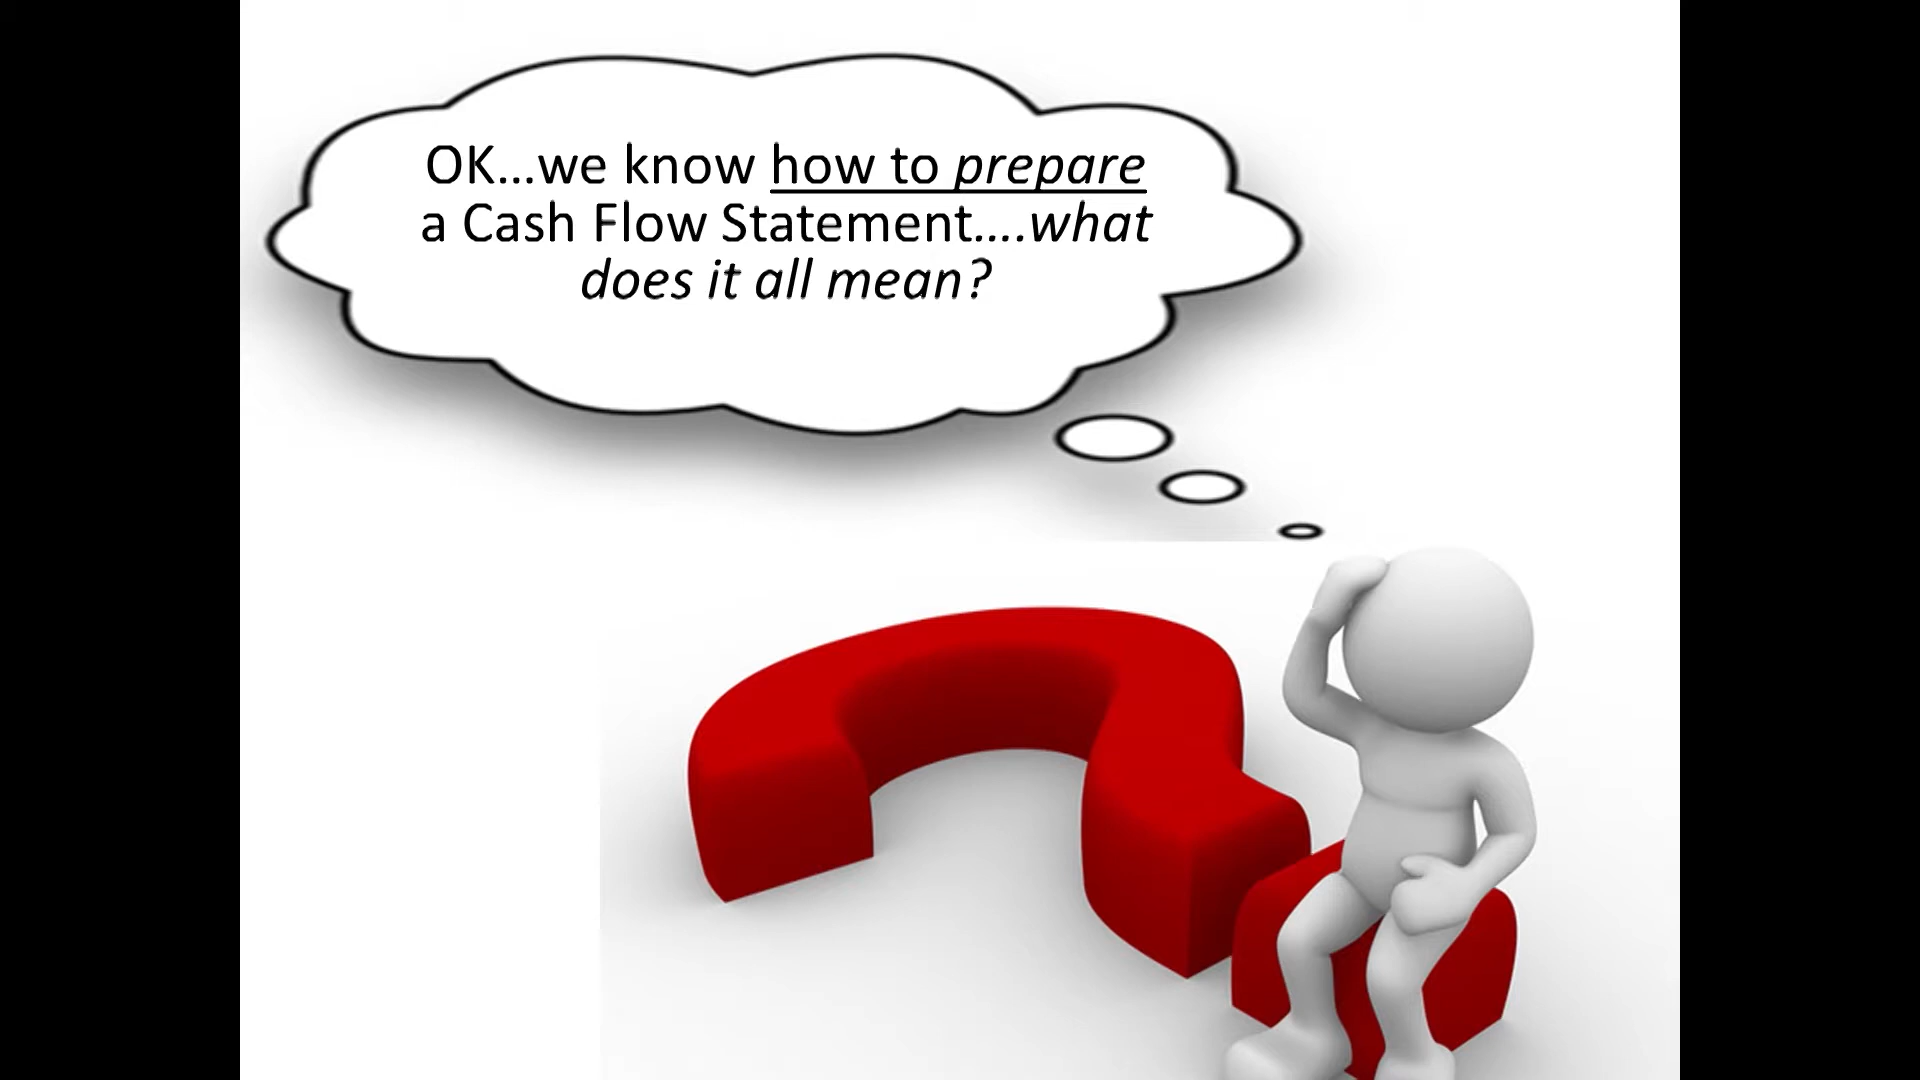 OK...we know how to prepare
a Cash Flow Statement....what
does it all mean?